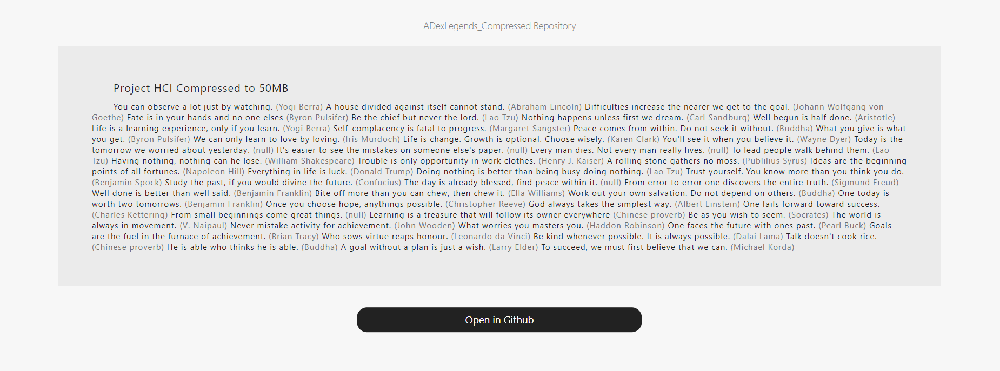 ADexLegends_Compressed Repository
Project HCI Compressed to 50MB
You can observe a lot just by watching. (Yogi Berra) A house divided against itself cannot stand. (Abraham Lincoln) Difficulties increase the nearer we get to the goal. (Johann Wolfgang von
Goethe) Fate is in your hands and no one elses (Byron Pulsifer) Be the chief but never the lord. (Lao Tzu) Nothing happens unless first we dream. (Carl Sandburg) Well begun is half done. (Aristotle)
Life is a learning experience, only if you learn. (Yogi Berra) Self-complacency is fatal to progress. (Margaret Sangster) Peace comes from within. Do not seek it without. (Buddha) What you give is what
you get. (Byron Pulsifer) We can only learn to love by loving. (Iris Murdoch) Life is change. Growth is optional. Choose wisely. (Karen Clark) You'll see it when you believe it. (Wayne Dyer) Today is the
tomorrow we worried about yesterday. (null) It's easier to see the mistakes on someone else's paper. (null) Every man dies. Not every man really lives. (null) To lead people walk behind them. (Lao
Tzu) Having nothing, nothing can he lose. (William Shakespeare) Trouble is only opportunity in work clothes. (Henry J. Kaiser) A rolling stone gathers no moss. (Publilius Syrus) Ideas are the beginning
points of all fortunes. (Napoleon Hill) Everything in life is luck. (Donald Trump) Doing nothing is better than being busy doing nothing. (Lao Tzu) Trust yourself. You know more than you think you do.
(Benjamin Spock) Study the past, if you would divine the future. (Confucius) The day is already blessed, find peace within it. (null) From error to error one discovers the entire truth. (Sigmund Freud)
Well done is better than well said. (Benjamin Franklin) Bite off more than you can chew, then chew it. (Ella Williams) Work out your own salvation. Do not depend on others. (Buddha) One today is
worth two tomorrows. (Benjamin Franklin) Once you choose hope, anythings possible. (Christopher Reeve) God always takes the simplest way. (Albert Einstein) One fails forward toward success.
(Charles Kettering) From small beginnings come great things. (null) Learning is a treasure that will follow its owner everywhere (Chinese proverb) Be as you wish to seem. (Socrates) The world is
always in movement. (V. Naipaul) Never mistake activity for achievement. (John Wooden) What worries you masters you. (Haddon Robinson) One faces the future with ones past. (Pearl Buck) Goals
are the fuel in the furnace of achievement. (Brian Tracy) Who sows virtue reaps honour. (Leonardo da Vinci) Be kind whenever possible. It is always possible. (Dalai Lama) Talk doesn't cook rice.
(Chinese proverb) He is able who thinks he is able. (Buddha) A goal without a plan is just a wish. (Larry Elder) To succeed, we must first believe that we can. (Michael Korda)
Open in Github